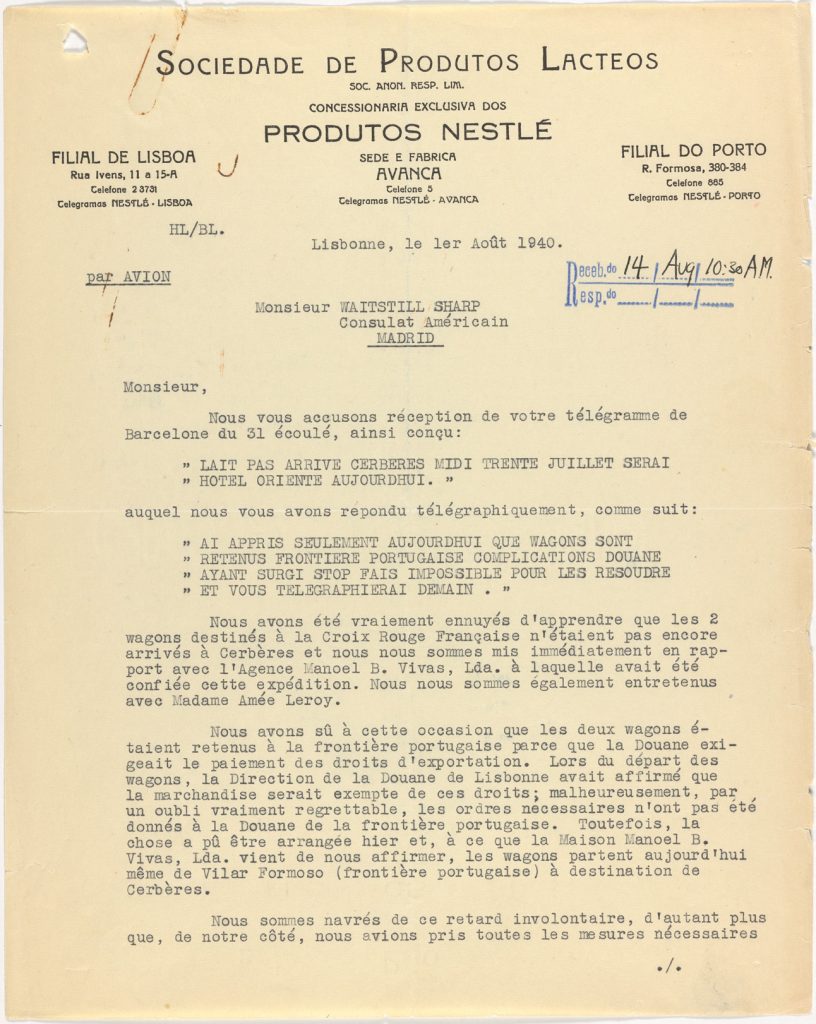 SOCIEDADE DE PRODUTOS LACTEOS
SOC. ANON. RESP. LIM.
CONCESSIONARIA EXCLUSIVA DOS
PRODUTOS NESTLÉ
FILIAL DE LISBOA
Rua Ivens, 11 a 15-A
Telefone 2 3731
Telegramas NESTLÉ - LISBOA
SEDE E FABRICA
AVANCA
Telefone 5
Telegramas NESTLÉ - AVANCA
FILIAL DO PORTO
R. Formosa, 380-384
Telefone 885
Telegramas NESTLÉ - PORTO
HL/BL.
Lisbonne, le 1er Août 1940.
par AVION
Receb.do 14 / Aug / 10:30 A.M.
Resp.do / /
Monsieur WAITSTILL SHARP
Consulat Américain
MADRID
Monsieur,
Nous vous accusons réception de votre télégramme de
Barcelone du 31 écoulé, ainsi conçu:
" LAIT PAS ARRIVE CERBERES MIDI TRENTE JUILLET SERAI
" HOTEL ORIENTE AUJOURDHUI. "
auquel nous vous avons répondu télégraphiquement, comme suit:
" AI APPRIS SEULEMENT AUJOURDHUI QUE WAGONS SONT
" RETENUS FRONTIERE PORTUGAISE COMPLICATIONS DOUANE
" AYANT SURGI STOP FAIS IMPOSSIBLE POUR LES RESOUDRE
" ET VOUS TELEGRAPHIERAI DEMAIN . "
Nous avons été vraiement ennuyés d'apprendre que les 2
wagons destinés à la Croix Rouge Française n'étaient pas encore
arrivés à Cerbères et nous nous sommes mis immédiatement en rap-
port avec l'Agence Manoel B. Vivas, Lda. à laquelle avait été
confiée cette expédition. Nous nous sommes également entretenus
avec Madame Amée Leroy.
Nous avons sû à cette occasion que les deux wagons é-
taient retenus à la frontière portugaise parce que la Douane exi-
geait le paiement des droits d'exportation. Lors du départ des
wagons, la Direction de la Douane de Lisbonne avait affirmé que
la marchandise serait exempte de ces droits; malheureusement, par
un oubli vraiment regrettable, les ordres nécessaires n'ont pas été
donnés à la Douane de la frontière portugaise. Toutefois, la
chose a pû être arrangée hier et, à ce que la Maison Manoel B.
Vivas, Lda. vient de nous affirmer, les wagons partent aujourd'hui
même de Vilar Formoso (frontière portugaise) à destination de
Cerbères.
Nous sommes navrés de ce retard involontaire, d'autant plus
que, de notre côté, nous avions pris toutes les mesures nécessaires
./.